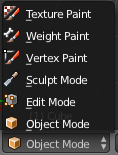 Texture Paint
Weight Paint
Vertex Paint
Sculpt Mode
Edit Mode
Object Mode
Object Mode